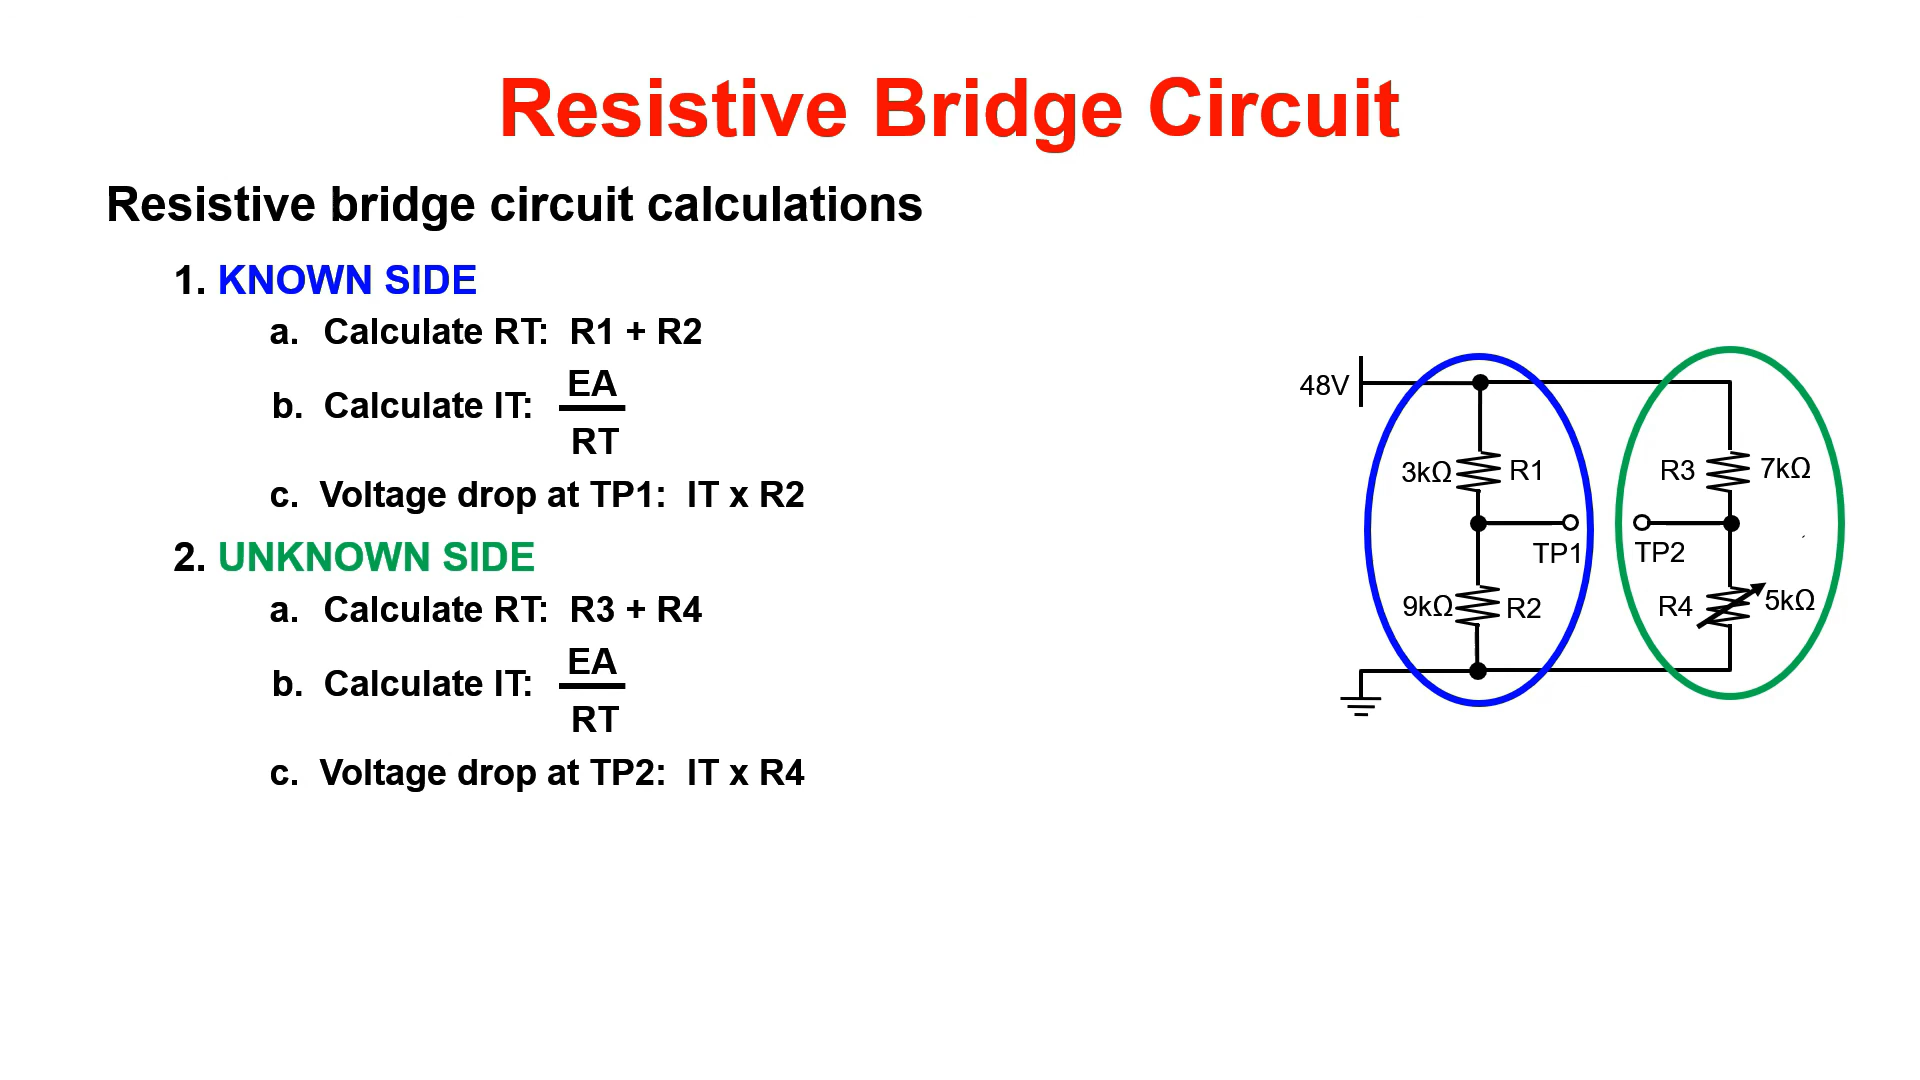 Resistive Bridge Circuit
Resistive bridge circuit calculations
1. KNOWN SIDE
a. Calculate RT: R1 + R2
b. Calculate IT: EA
RT
c. Voltage drop at TP1: IT x R2
2. UNKNOWN SIDE
a. Calculate RT: R3 + R4
b. Calculate IT: EA
RT
c. Voltage drop at TP2: IT x R4
48V
3kΩ R1
R3 7kΩ
TP1
TP2
9kΩ R2
R4 5kΩ